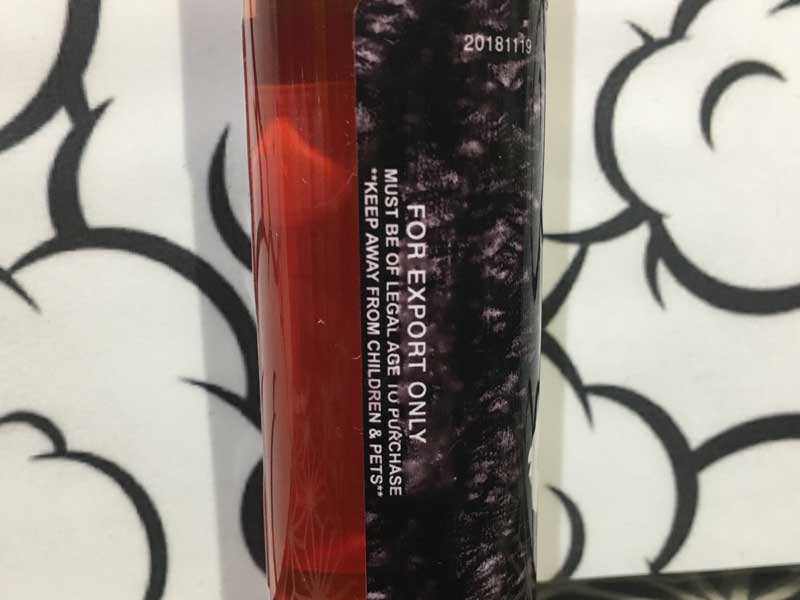 20181119
FOR EXPORT ONLY
MUST BE OF LEGAL AGE TO PURCHASE
**KEEP AWAY FROM CHILDREN & PETS**